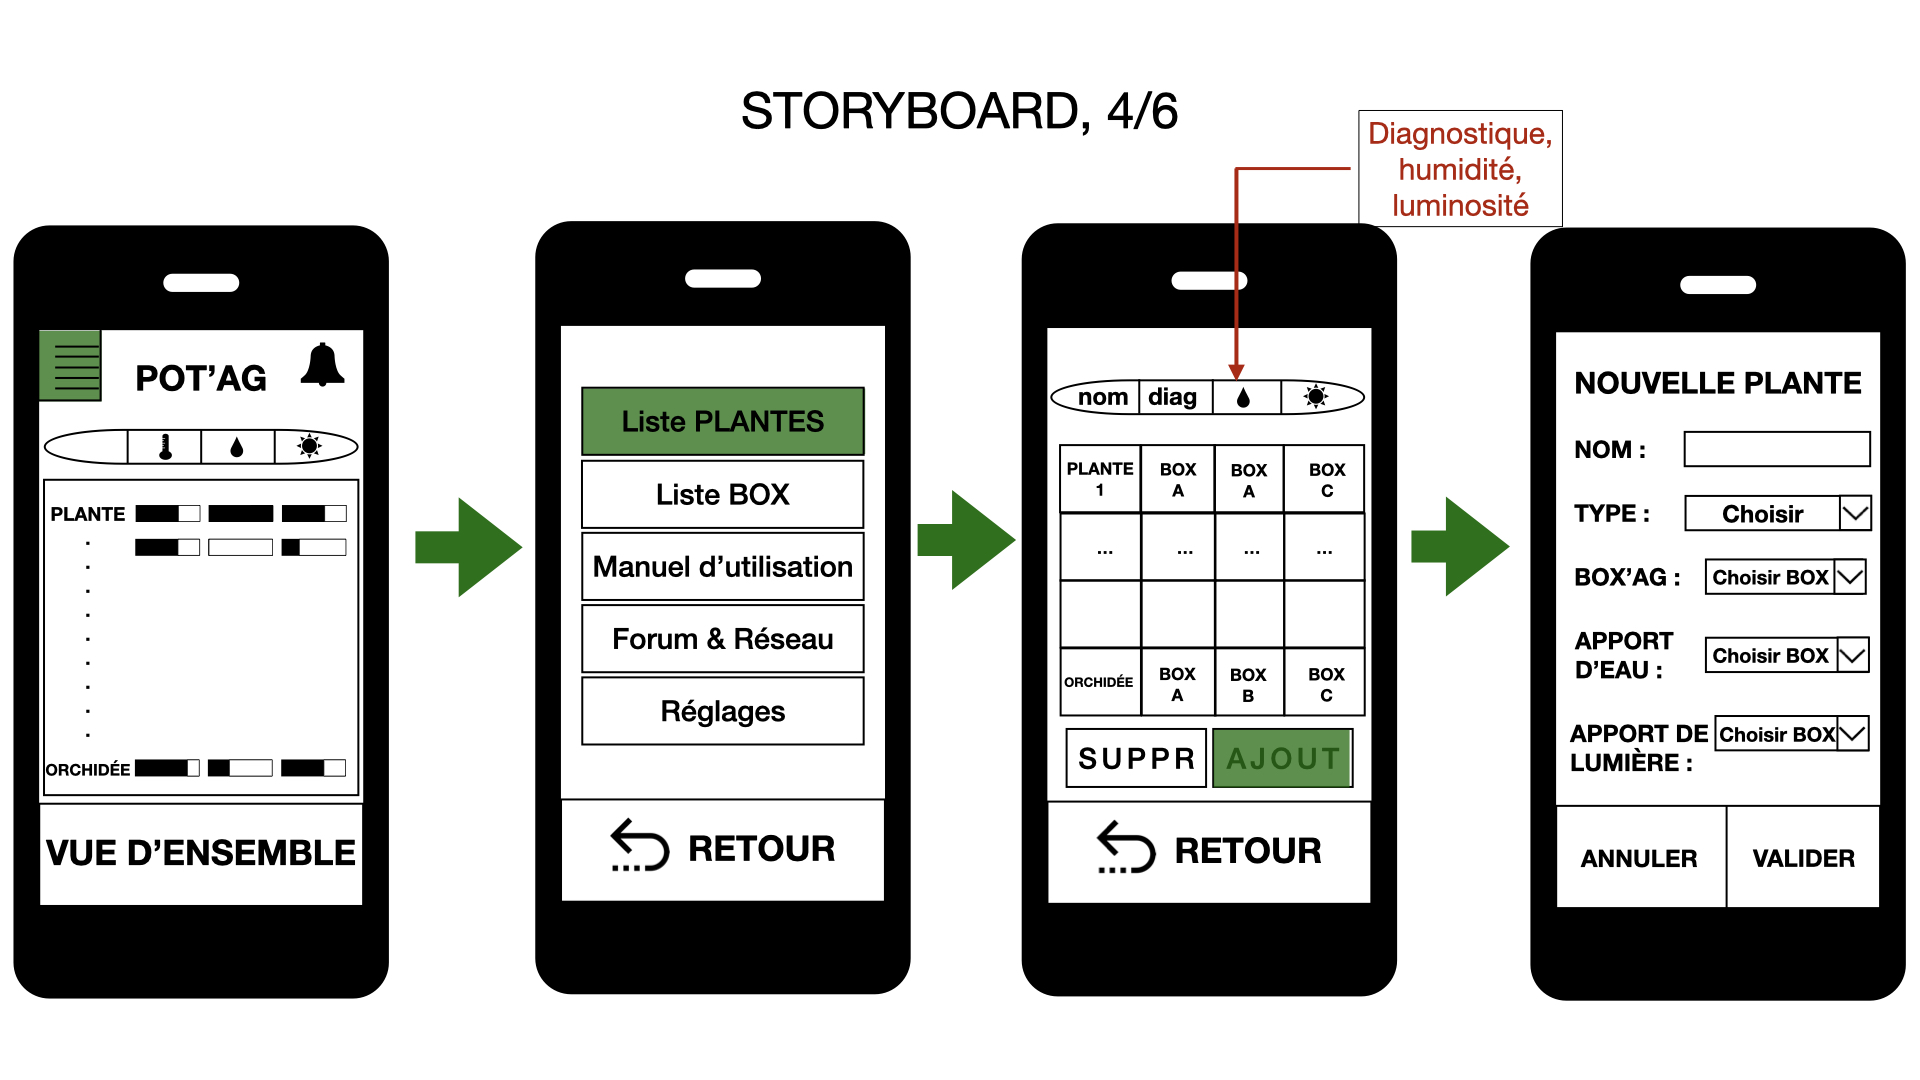 STORYBOARD, 4/6
Diagnostique,
humidité,
luminosité
POT’AG
PLANTE
ORCHIDÉE
VUE D’ENSEMBLE
Liste PLANTES
Liste BOX
Manuel d’utilisation
Forum & Réseau
Réglages
RETOUR
nom diag
PLANTE 1 BOX A BOX A BOX C
... ... ... ...
ORCHIDÉE BOX A BOX B BOX C
SUPPR AJOUT
RETOUR
NOUVELLE PLANTE
NOM :
TYPE : Choisir
BOX’AG : Choisir BOX
APPORT
D’EAU : Choisir BOX
APPORT DE Choisir BOX
LUMIÈRE :
ANNULER VALIDER